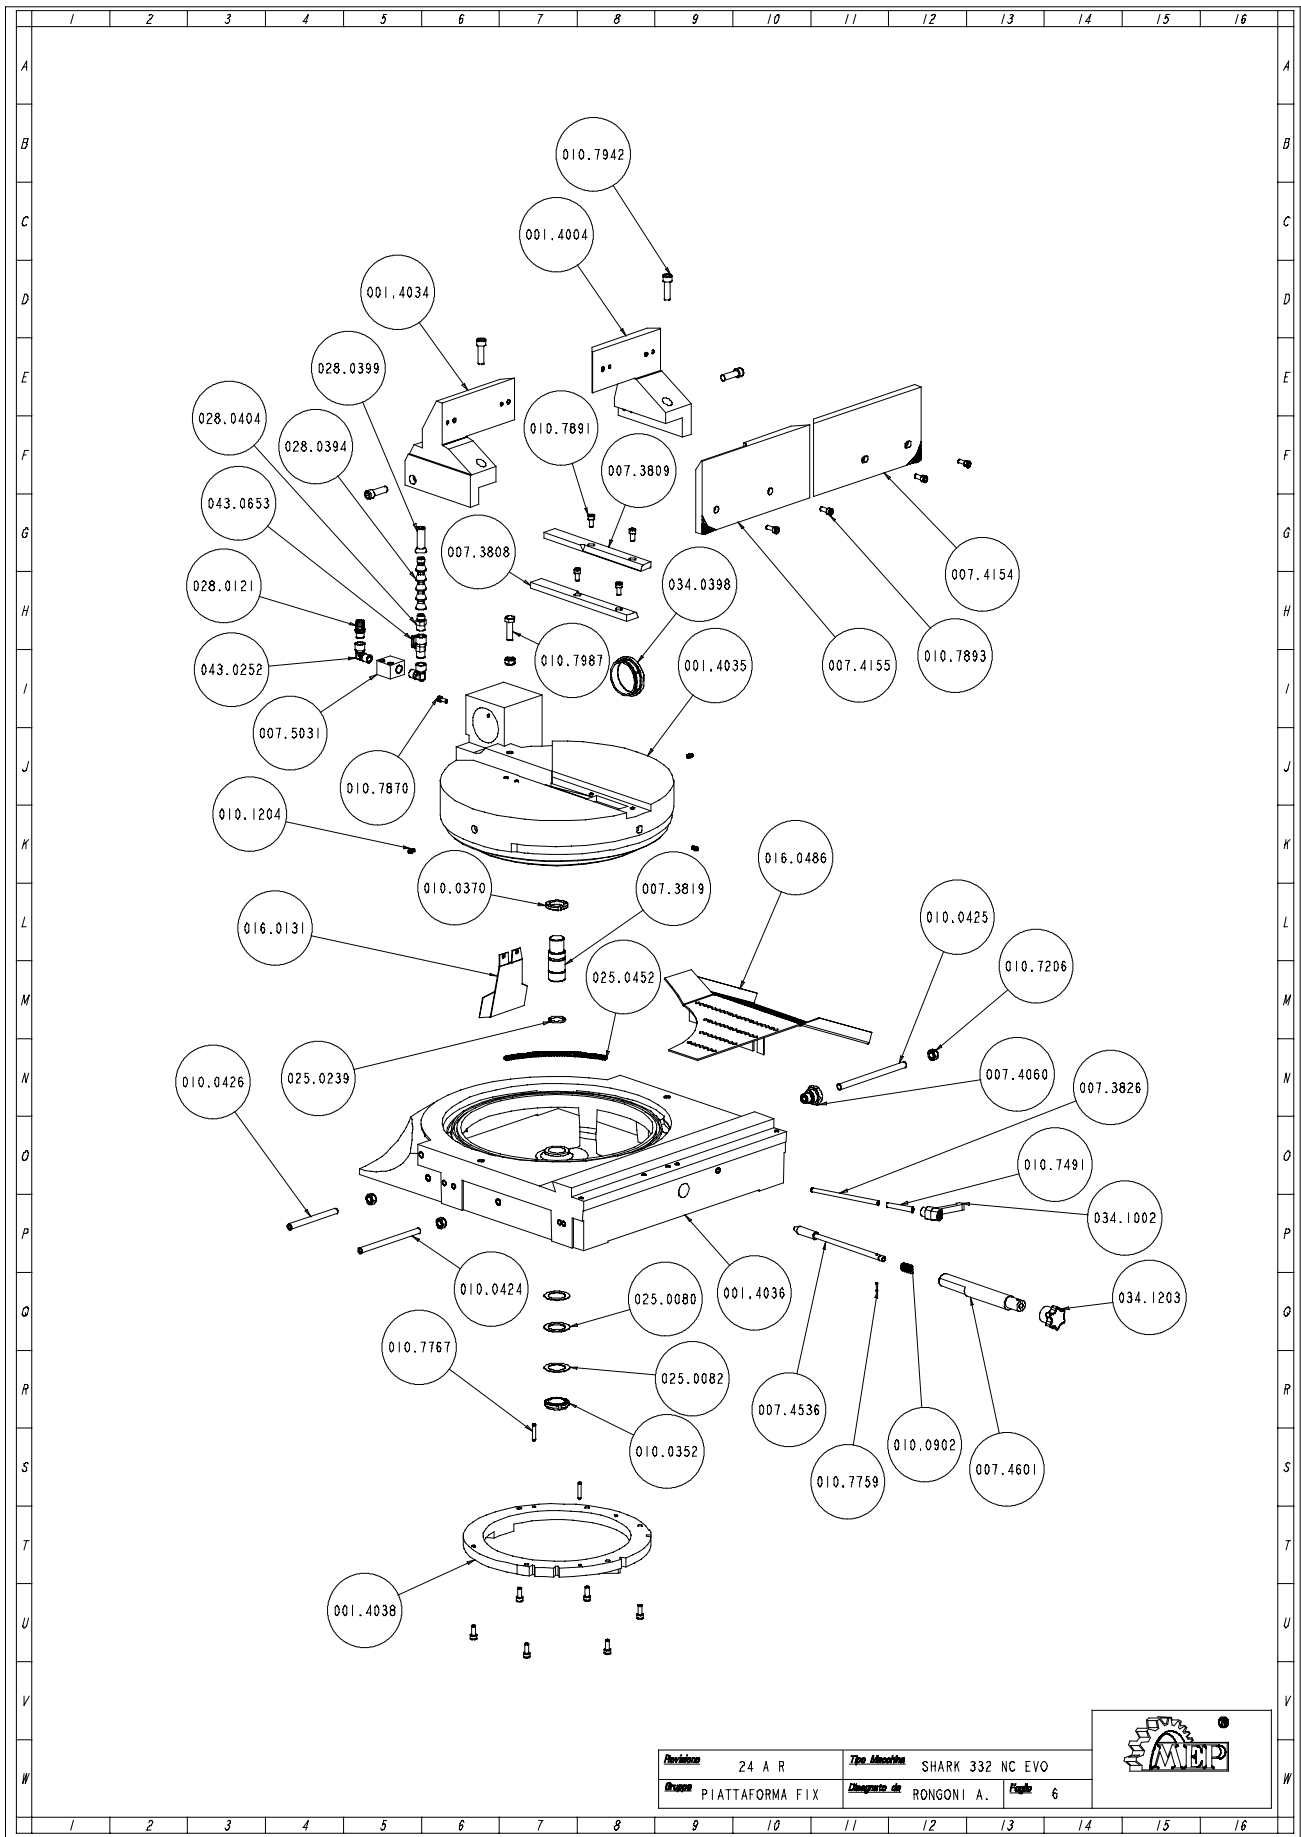 1 2 3 4 5 6 7 8 9 10 11 12 13 14 15 16
A A
B B
010.7942
C C
001.4004
D D
001.4034
E E
028.0399
028.0404
010.7891
028.0394
F F
007.3809
043.0653
G G
007.3808
007.4154
028.0121
034.0398
H H
043.0252
010.7987
001.4035
007.4155
010.7893
I I
007.5031
J J
010.7870
010.1204
K K
016.0486
010.0370
007.3819
L L
016.0131
010.0425
010.7206
025.0452
M M
010.0426
025.0239
N N
007.4060
007.3826
O O
010.7491
034.1002
P P
010.0424
025.0080
001.4036
034.1203
Q Q
010.7767
025.0082
R R
007.4536
010.0352
010.0902
S S
007.4601
010.7759
T T
001.4038
U U
V V
MEP
Revisione 24 A R Tipo Macchina SHARK 332 NC EVO
W W
Gruppo PIATTAFORMA FIX Disegnato da RONGONI A. Foglio 6
1 2 3 4 5 6 7 8 9 10 11 12 13 14 15 16